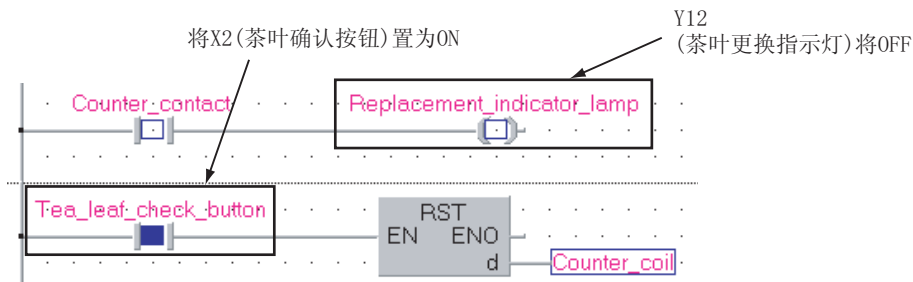 Y12
将X2(茶叶确认按钮)置为ON
(茶叶更换指示灯)将OFF
Counter_contact
Replacement_indicator_lamp
Tea_leaf_check_button
RST
EN ENO
d
Counter_coil